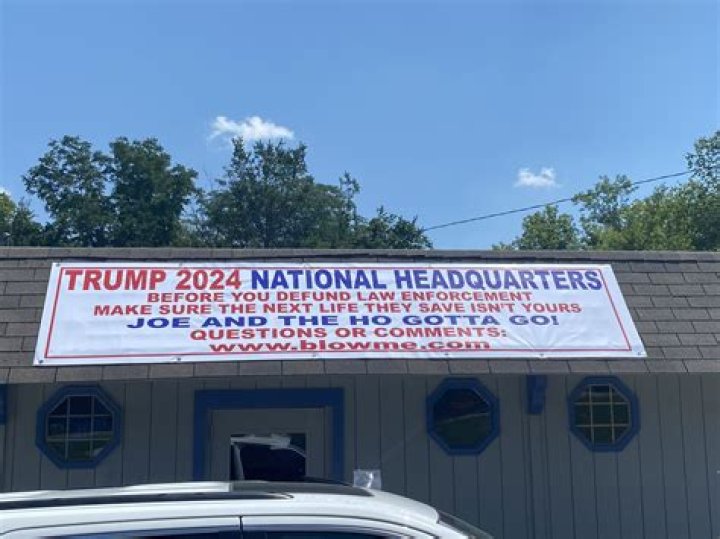 TRUMP 2024 NATIONAL HEADQUARTERS
BEFORE YOU DEFUND LAW ENFORCEMENT
MAKE SURE THE NEXT LIFE THEY SAVE ISN'T YOURS
JOE AND THE HO GOTTA GO!
QUESTIONS OR COMMENTS:
www.blowme.com